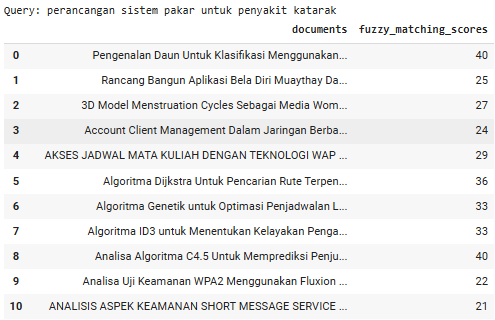 Query: perancangan sistem pakar untuk penyakit katarak
documents fuzzy_matching_scores
0 Pengenalan Daun Untuk Klasifikasi Menggunakan... 40
1 Rancang Bangun Aplikasi Bela Diri Muaythay Da... 25
2 3D Model Menstruation Cycles Sebagai Media Wom... 27
3 Account Client Management Dalam Jaringan Berba... 24
4 AKSES JADWAL MATA KULIAH DENGAN TEKNOLOGI WAP ... 29
5 Algoritma Dijkstra Untuk Pencarian Rute Terpen... 36
6 Algoritma Genetik untuk Optimasi Penjadwalan L... 33
7 Algoritma ID3 untuk Menentukan Kelayakan Penga... 33
8 Analisa Algoritma C4.5 Untuk Memprediksi Penju... 40
9 Analisa Uji Keamanan WPA2 Menggunakan Fluxion ... 22
10 ANALISIS ASPEK KEAMANAN SHORT MESSAGE SERVICE ... 21